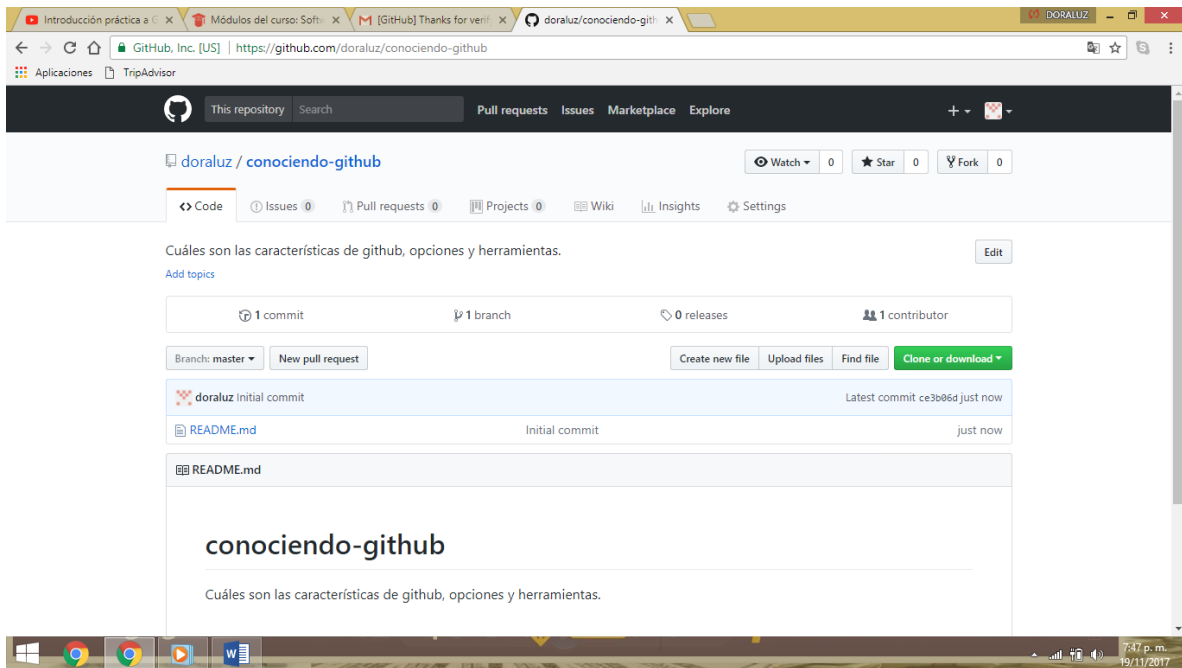 Introducción práctica a G
Módulos del curso: Softw
[GitHub] Thanks for verify
doraluz/conociendo-gith
DORALUZ
GitHub, Inc. [US] | https://github.com/doraluz/conociendo-github
Aplicaciones TripAdvisor
This repository Search Pull requests Issues Marketplace Explore
doraluz / conociendo-github Watch 0 Star 0 Fork 0
Code Issues 0 Pull requests 0 Projects 0 Wiki Insights Settings
Cuáles son las características de github, opciones y herramientas. Edit
Add topics
1 commit 1 branch 0 releases 1 contributor
Branch: master New pull request Create new file Upload files Find file Clone or download
doraluz Initial commit Latest commit ce3b06d just now
README.md Initial commit just now
README.md
conociendo-github
Cuáles son las características de github, opciones y herramientas.
7:47 p. m.
19/11/2017